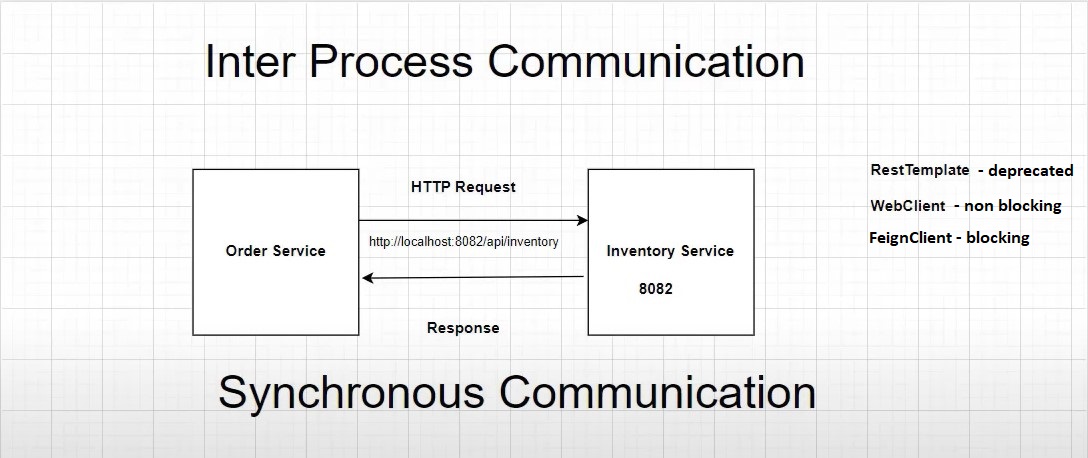 Inter Process Communication
HTTP Request
Order Service
http://localhost:8082/api/inventory
Response
Inventory Service
8082
RestTemplate - deprecated
WebClient - non blocking
FeignClient - blocking
Synchronous Communication